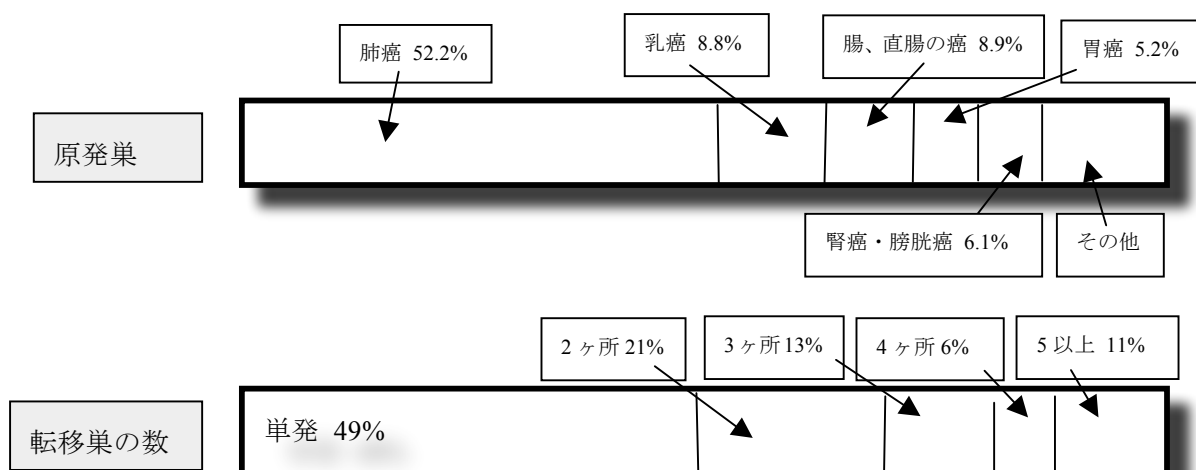 肺癌 52.2%
乳癌 8.8%
腸、直腸の癌 8.9%
胃癌 5.2%
原発巣
腎癌・膀胱癌 6.1%
その他
2ヶ所 21%
3ヶ所 13%
4ヶ所 6%
5以上 11%
転移巣の数
単発 49%